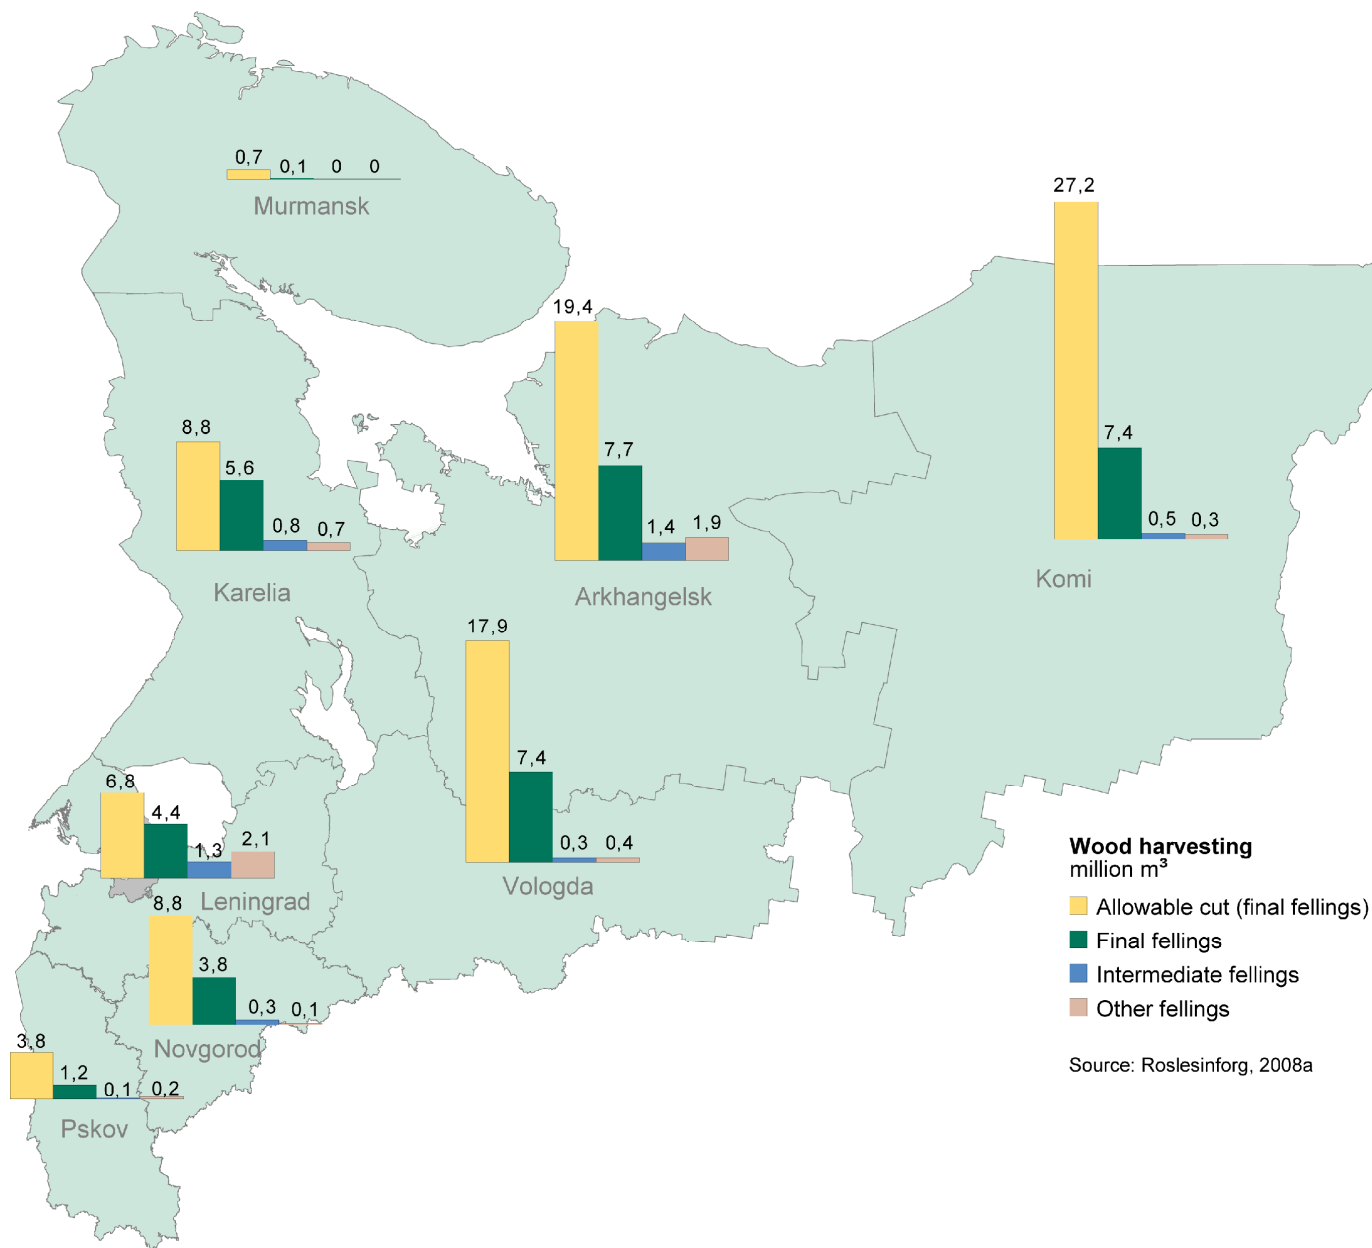 0,7 0,1 0 0
Murmansk
27,2
7,4
0,5 0,3
Komi
19,4
7,7
1,4 1,9
Arkhangelsk
8,8
5,6
0,8 0,7
Karelia
17,9
7,4
0,3 0,4
Vologda
6,8
4,4
1,3 2,1
Leningrad
8,8
3,8
0,3 0,1
Novgorod
3,8
1,2
0,1 0,2
Pskov
Wood harvesting
million m³
Allowable cut (final fellings)
Final fellings
Intermediate fellings
Other fellings
Source: Roslesinforg, 2008a